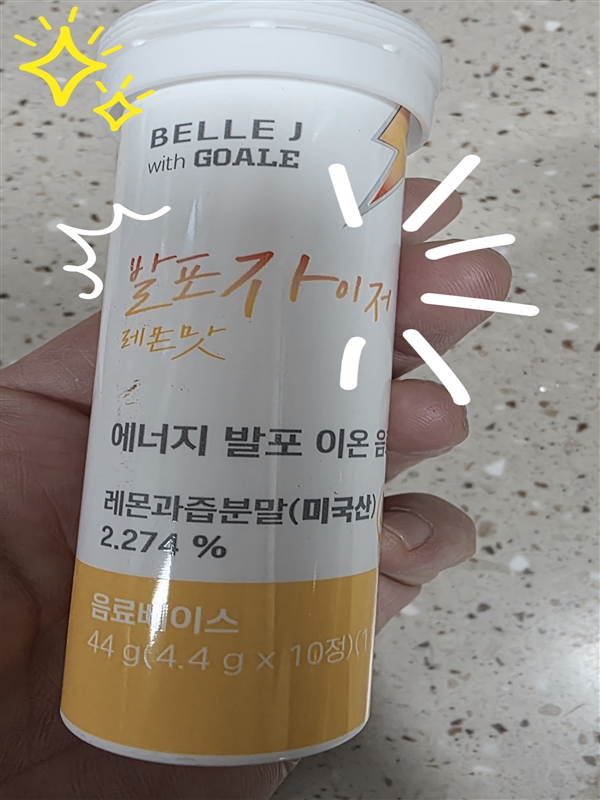 BELLE J
with GOALE
발포가이저
레몬맛
에너지 발포 이온
레몬과즙분말(미국산)
2.274 %
음료베이스
44 g(4.4 g x 10정)(1